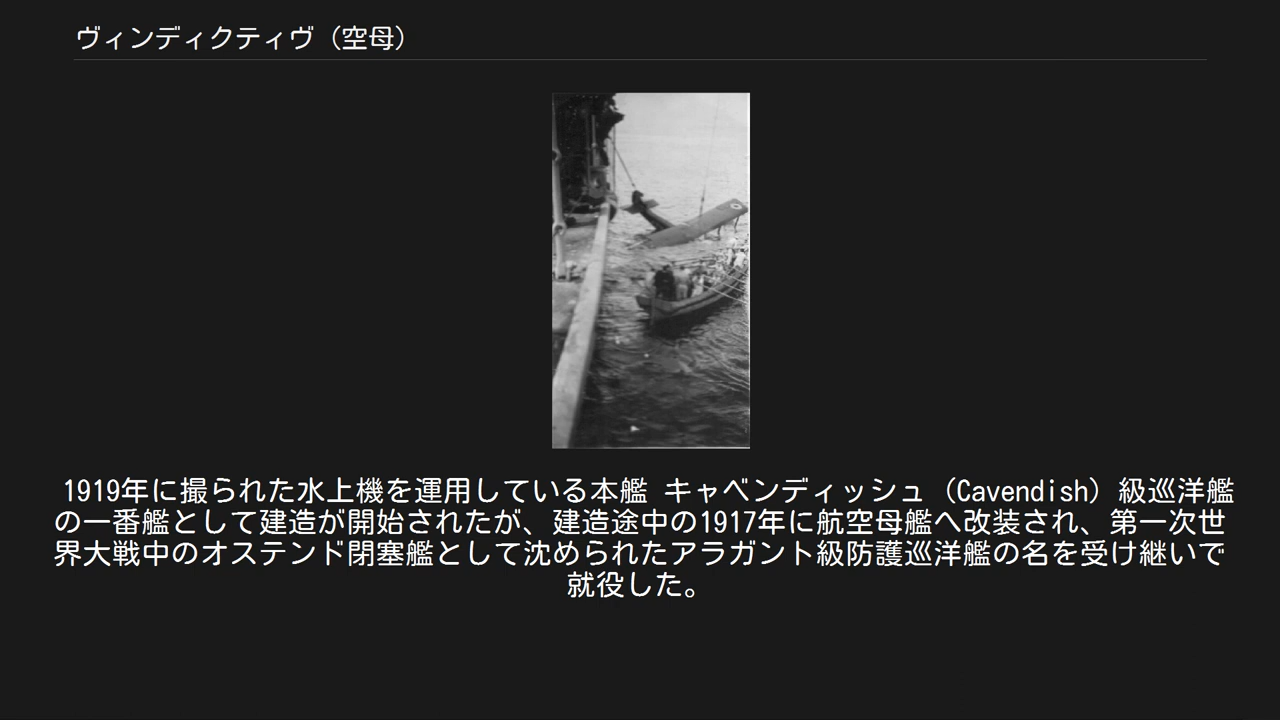 ヴィンディクティヴ（空母）
1919年に撮られた水上機を運用している本艦 キャベンディッシュ（Cavendish）級巡洋艦
の一番艦として建造が開始されたが、建造途中の1917年に航空母艦へ改装され、第一次世
界大戦中のオステンド閉塞艦として沈められたアラガント級防護巡洋艦の名を受け継いで
就役した。